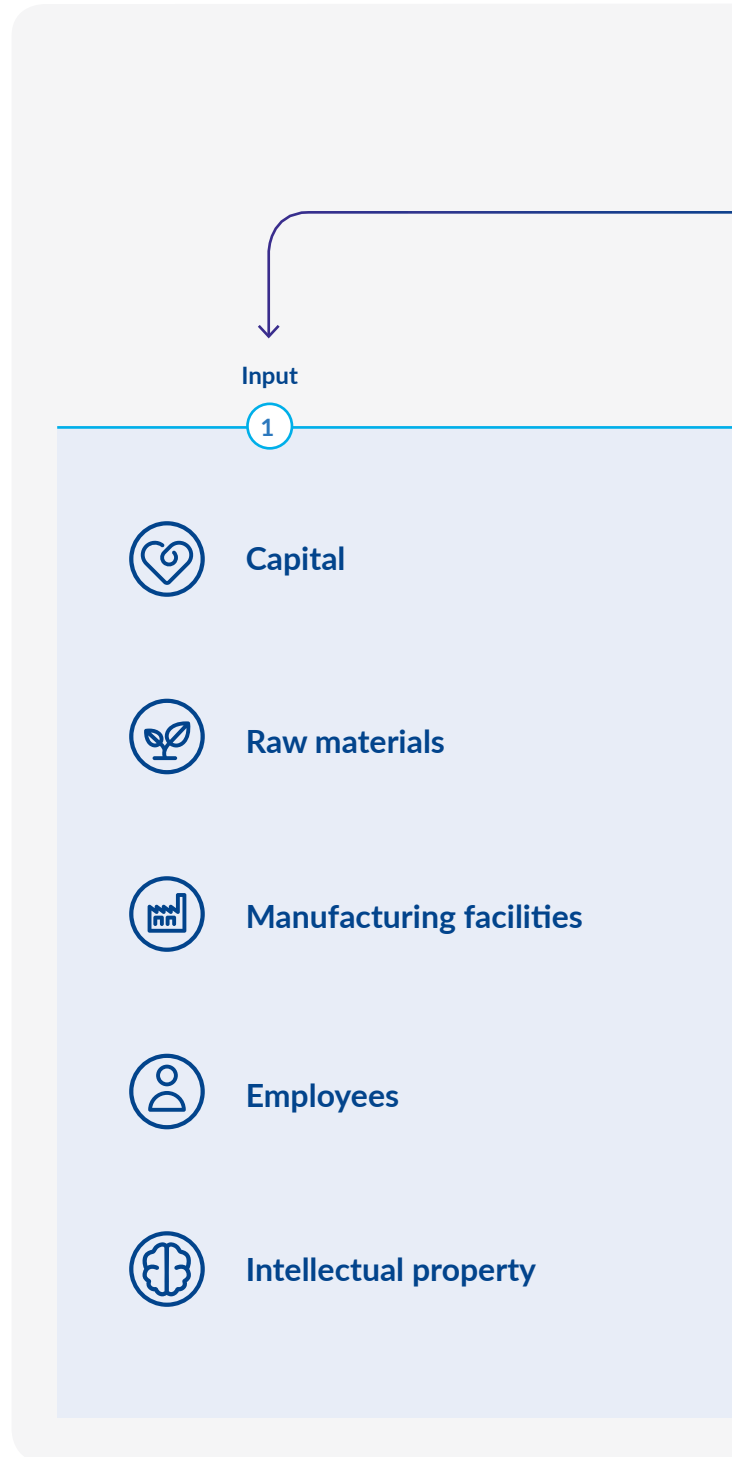 Input
1
Capital
Raw materials
Manufacturing facilities
Employees
Intellectual property